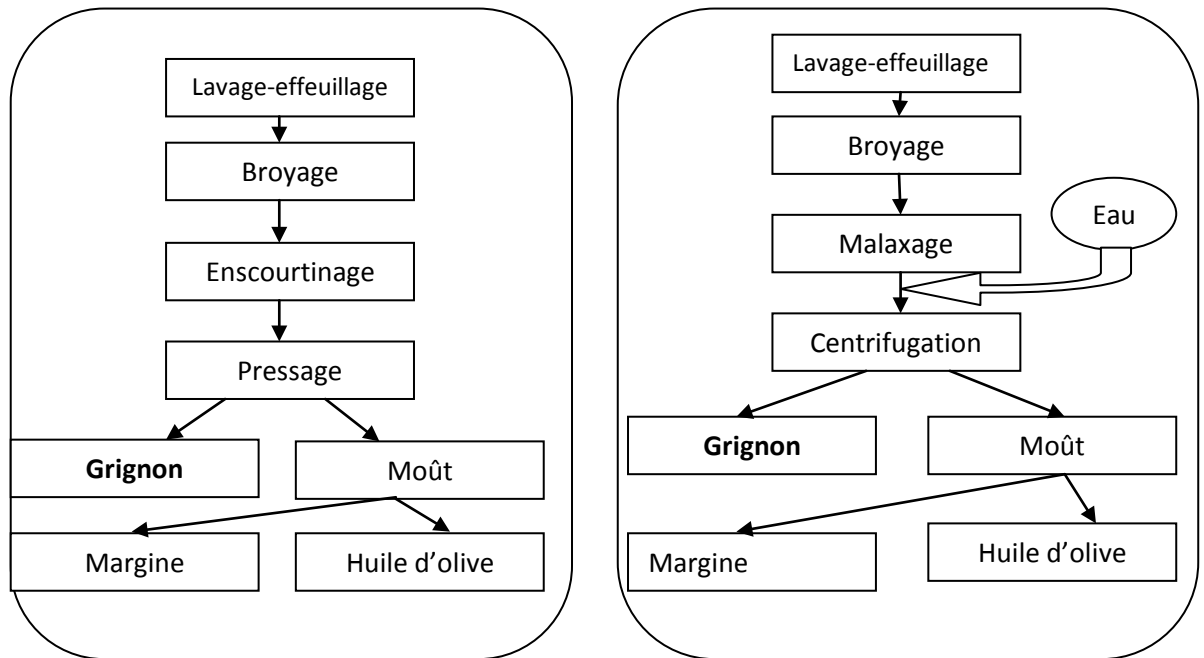 Lavage-effeuillage
Broyage
Enscourtinage
Pressage
Grignon
Moût
Margine
Huile d’olive
Lavage-effeuillage
Broyage
Eau
Malaxage
Centrifugation
Grignon
Moût
Margine
Huile d’olive